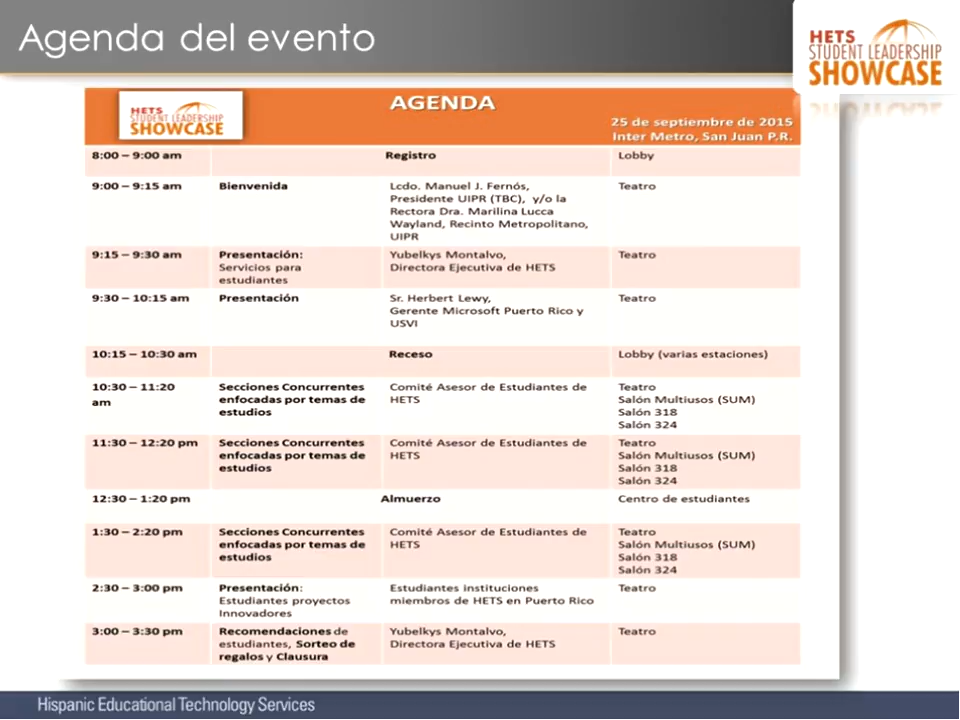 Agenda del evento
HETS
STUDENT LEADERSHIP
SHOWCASE
HETS
STUDENT LEADERSHIP
SHOWCASE
AGENDA
25 de septiembre de 2015
Inter Metro, San Juan P.R.
8:00 – 9:00 am Registro Lobby
9:00 – 9:15 am Bienvenida Lcdo. Manuel J. Fernós, Teatro
Presidente UIPR (TBC), y/o la
Rectora Dra. Marilina Lucca
Wayland, Recinto Metropolitano,
UIPR
9:15 – 9:30 am Presentación: Yubelkys Montalvo, Teatro
Servicios para Directora Ejecutiva de HETS
estudiantes
9:30 – 10:15 am Presentación Sr. Herbert Lewy, Teatro
Gerente Microsoft Puerto Rico y
USVI
10:15 – 10:30 am Receso Lobby (varias estaciones)
10:30 – 11:20 Secciones Concurrentes Comité Asesor de Estudiantes de Teatro
am enfocadas por temas de HETS Salón Multiusos (SUM)
estudios Salón 318
Salón 324
11:30 – 12:20 pm Secciones Concurrentes Comité Asesor de Estudiantes de Teatro
enfocadas por temas de HETS Salón Multiusos (SUM)
estudios Salón 318
Salón 324
12:30 – 1:20 pm Almuerzo Centro de estudiantes
1:30 – 2:20 pm Secciones Concurrentes Comité Asesor de Estudiantes de Teatro
enfocadas por temas de HETS Salón Multiusos (SUM)
estudios Salón 318
Salón 324
2:30 – 3:00 pm Presentación: Estudiantes instituciones Teatro
Estudiantes proyectos miembros de HETS en Puerto Rico
Innovadores
3:00 – 3:30 pm Recomendaciones de Yubelkys Montalvo, Teatro
estudiantes, Sorteo de Directora Ejecutiva de HETS
regalos y Clausura
Hispanic Educational Technology Services